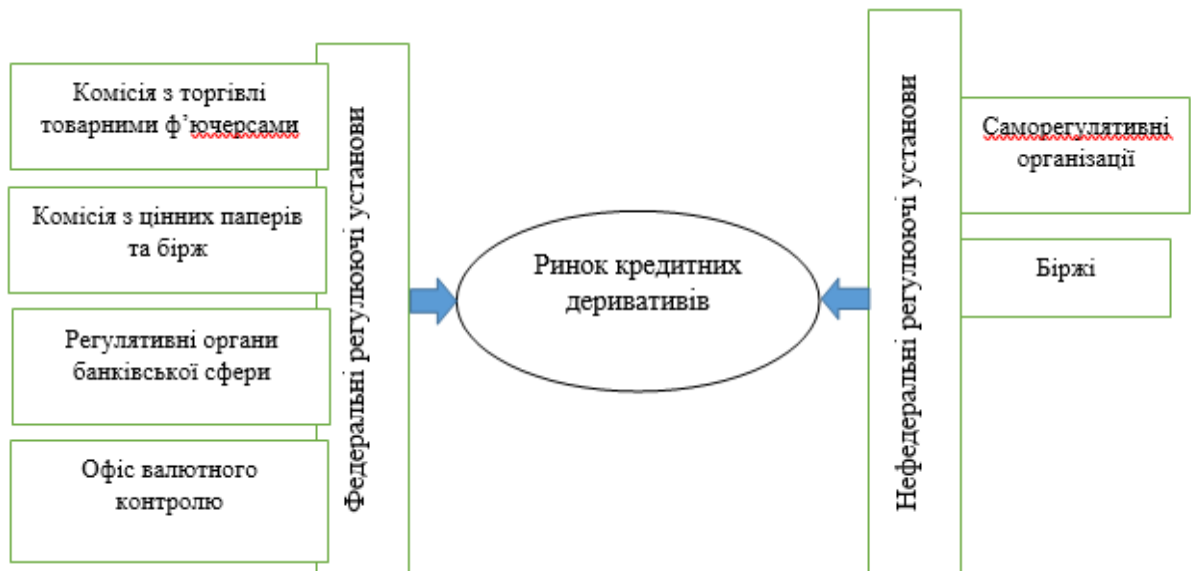 Комісія з торгівлі
товарними ф’ючерсами
Комісія з цінних паперів
та бірж
Регулятивні органи
банківської сфери
Офіс валютного
контролю
Федеральні регулюючі установи
Ринок кредитних
деривативів
Нефедеральні регулюючі установи
Саморегулятивні
організації
Біржі